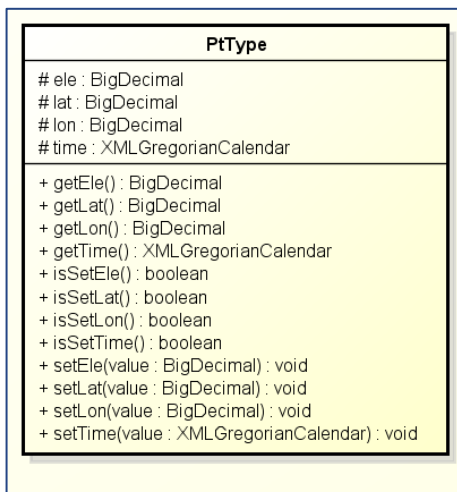 PtType
# ele : BigDecimal
# lat : BigDecimal
# lon : BigDecimal
# time : XMLGregorianCalendar
+ getEle() : BigDecimal
+ getLat() : BigDecimal
+ getLon() : BigDecimal
+ getTime() : XMLGregorianCalendar
+ isSetEle() : boolean
+ isSetLat() : boolean
+ isSetLon() : boolean
+ isSetTime() : boolean
+ setEle(value : BigDecimal) : void
+ setLat(value : BigDecimal) : void
+ setLon(value : BigDecimal) : void
+ setTime(value : XMLGregorianCalendar) : void